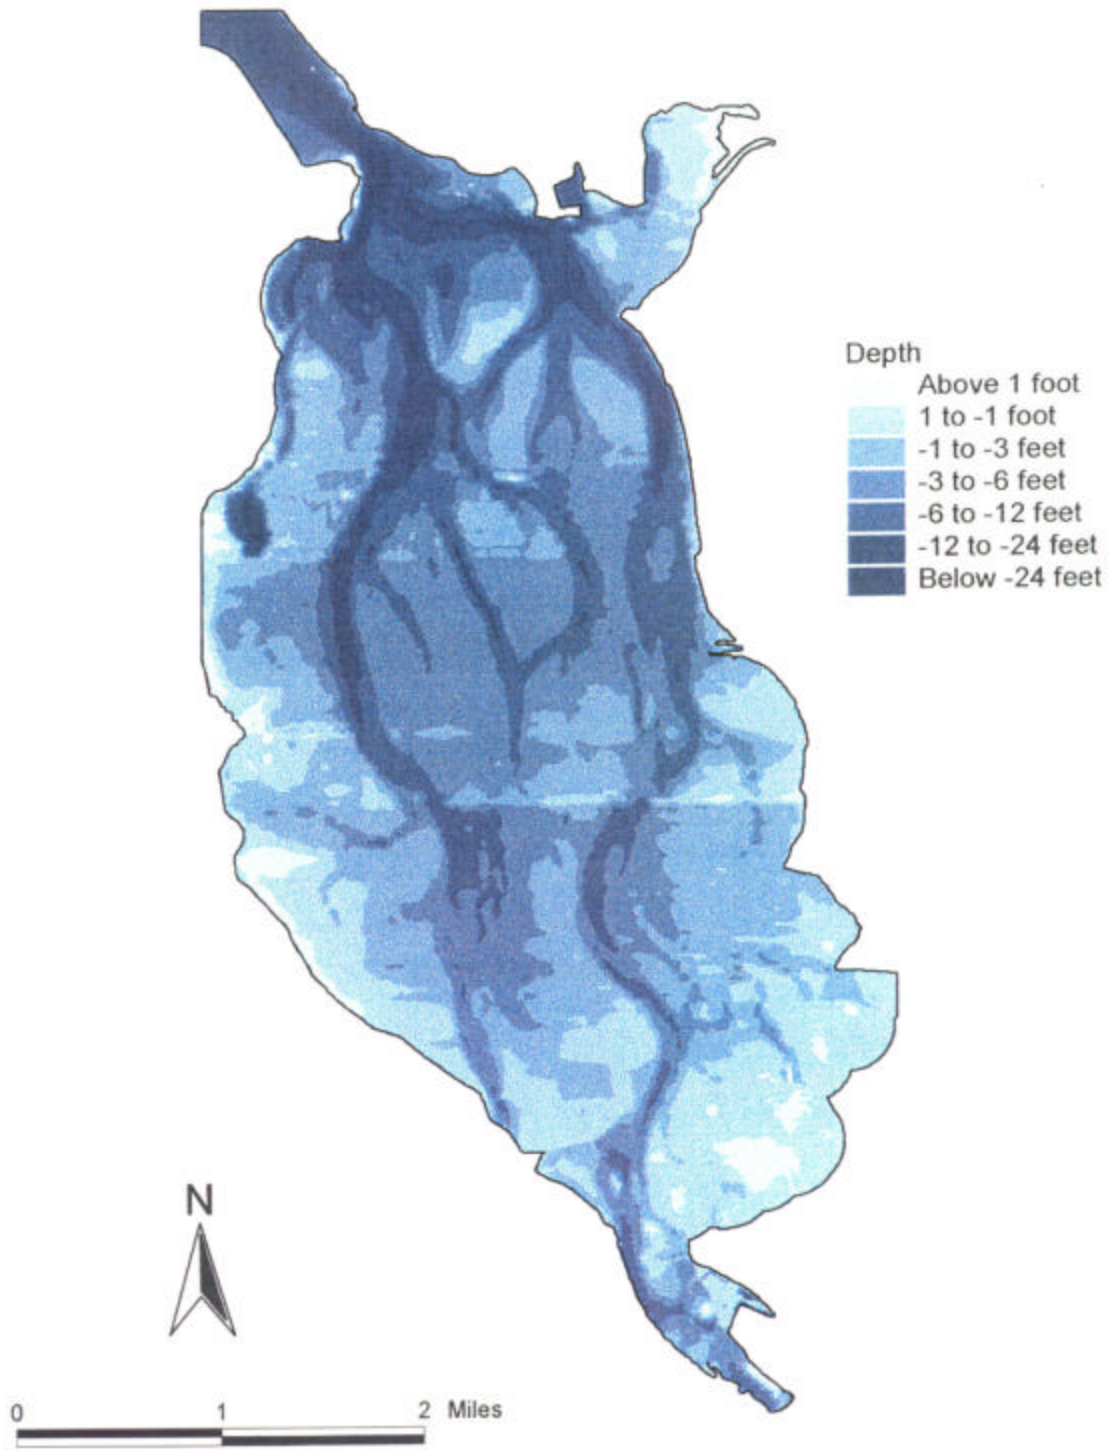 Depth
Above 1 foot
1 to -1 foot
-1 to -3 feet
-3 to -6 feet
-6 to -12 feet
-12 to -24 feet
Below -24 feet
N
0 1 2 Miles